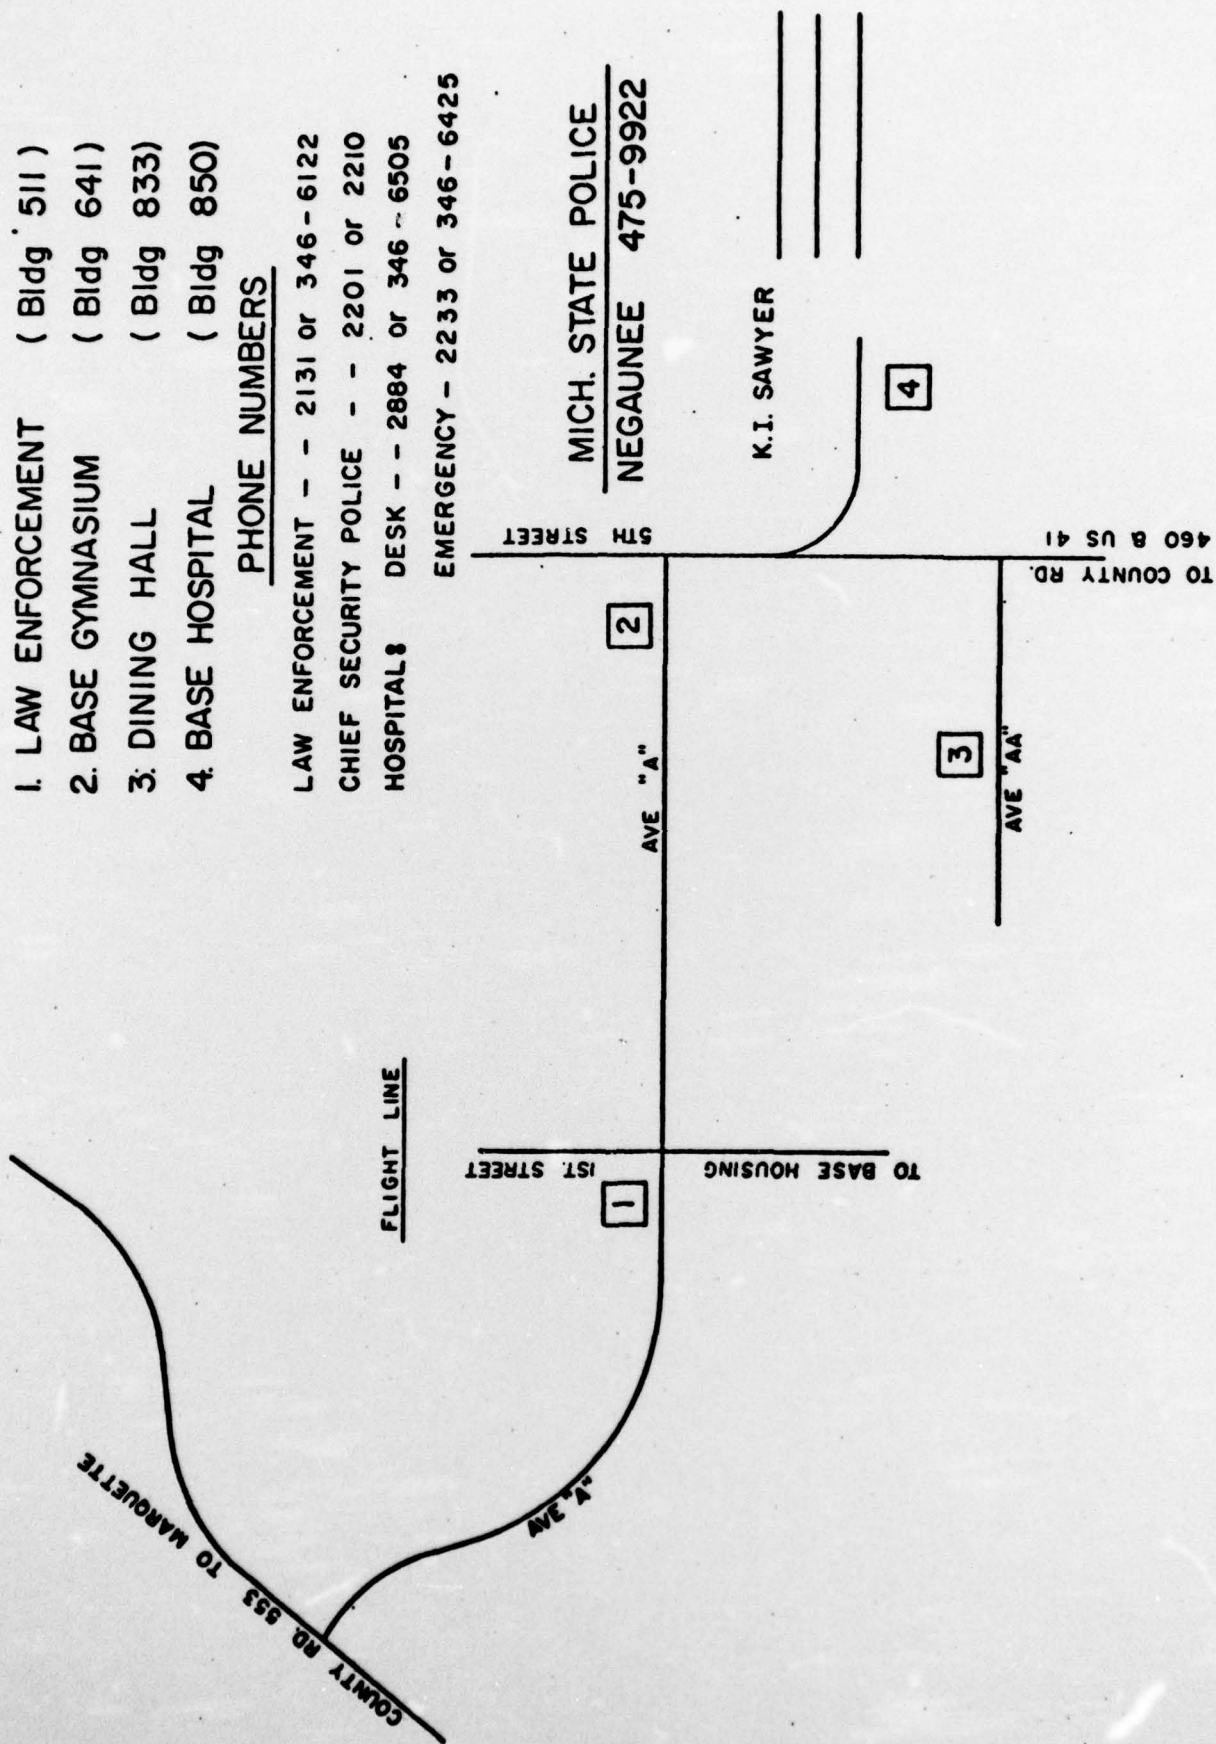 1. LAW ENFORCEMENT (Bldg 511)
2. BASE GYMNASIUM (Bldg 641)
3. DINING HALL (Bldg 833)
4. BASE HOSPITAL (Bldg 850)
PHONE NUMBERS
LAW ENFORCEMENT - - 2131 or 346-6122
CHIEF SECURITY POLICE - - 2201 or 2210
HOSPITAL: DESK - - 2884 or 346-6505
EMERGENCY - 2233 or 346-6425
MICH. STATE POLICE
NEGAUNEE 475-9922
K.I. SAWYER
COUNTY RD. 553 TO MARQUETTE
FLIGHT LINE
AVE "A"
1ST. STREET
TO BASE HOUSING
1
AVE "A"
2
5TH STREET
3
AVE "AA"
4
TO COUNTY RD.
460 & US 41